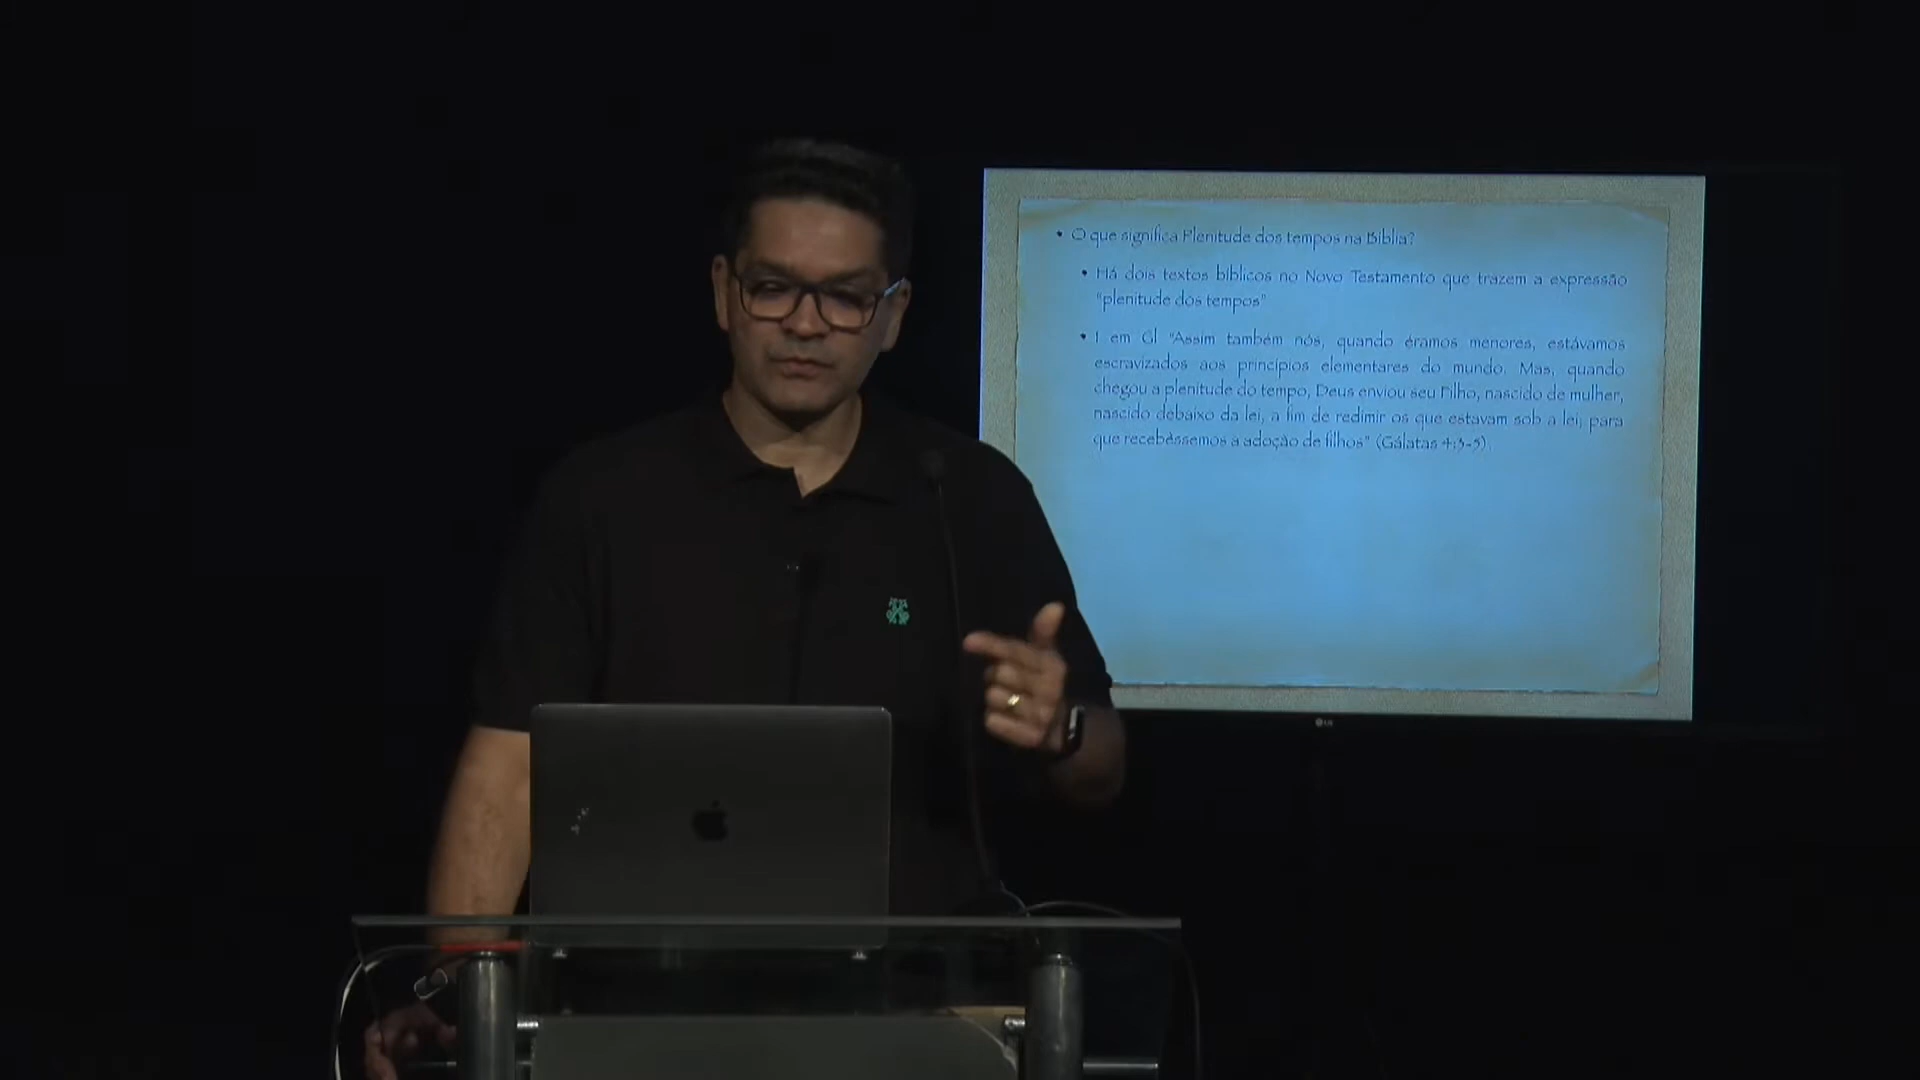 • O que significa Plenitude dos tempos na Bíblia?
• Há dois textos bíblicos no Novo Testamento que trazem a expressão
"plenitude dos tempos"
• 1 em Gl "Assim também nós, quando éramos menores, estávamos
escravizados aos princípios elementares do mundo. Mas, quando
chegou a plenitude do tempo, Deus enviou seu Filho, nascido de mulher,
nascido debaixo da lei, a fim de redimir os que estavam sob a lei, para
que recebêssemos a adoção de filhos" (Gálatas 4:3-5).
LG